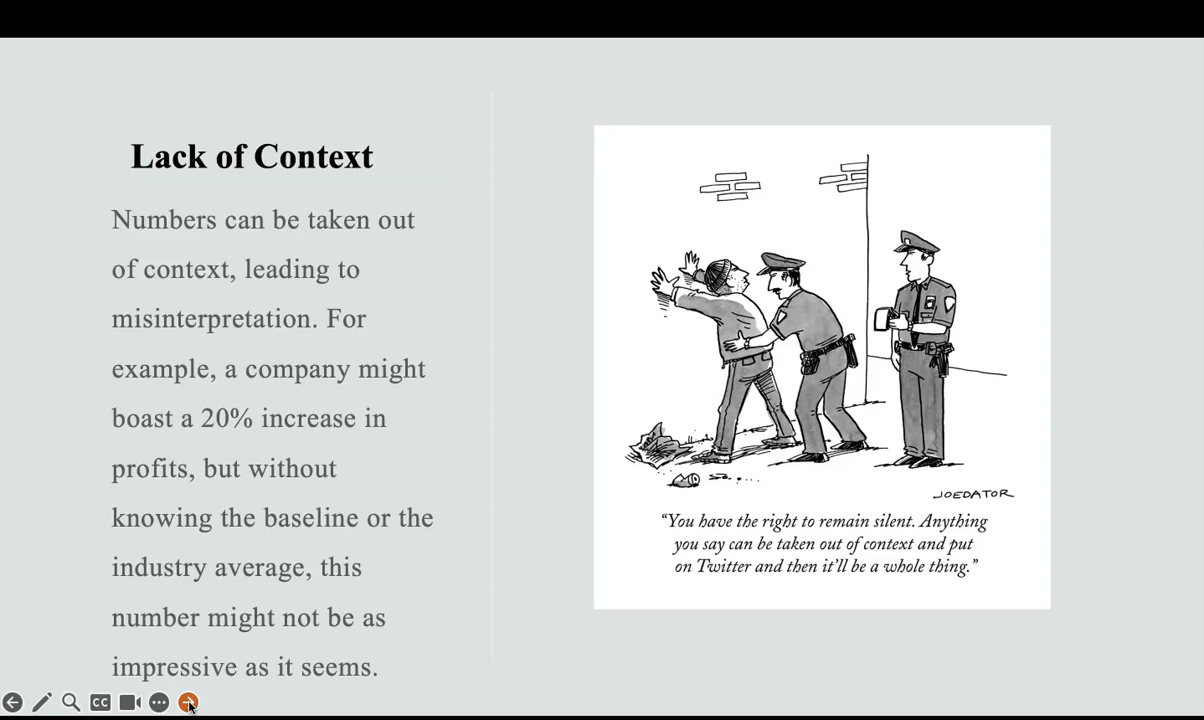 Lack of Context
Numbers can be taken out
of context, leading to
misinterpretation. For
example, a company might
boast a 20% increase in
profits, but without
knowing the baseline or the
industry average, this
number might not be as
impressive as it seems.
JOEDATOR
“You have the right to remain silent. Anything
you say can be taken out of context and put
on Twitter and then it’ll be a whole thing.”
CC